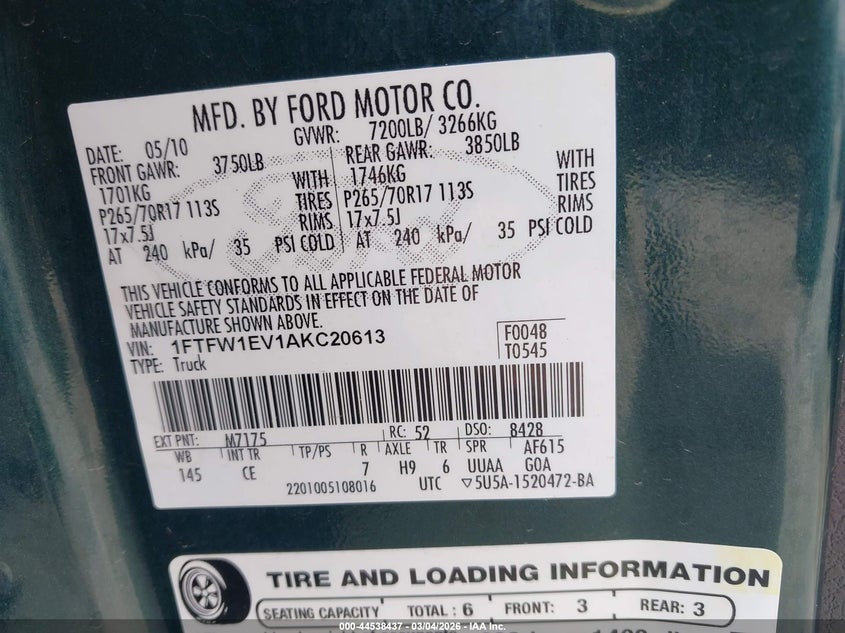 MFD. BY FORD MOTOR CO.
DATE: 05/10 GVWR: 7200LB/ 3266KG
FRONT GAWR: 3750LB REAR GAWR: 3850LB
1701KG WITH 1746KG WITH
P265/70R17 113S TIRES P265/70R17 113S TIRES
17x7.5J RIMS 17x7.5J RIMS
AT 240 kPa/ 35 PSI COLD AT 240 kPa/ 35 PSI COLD
THIS VEHICLE CONFORMS TO ALL APPLICABLE FEDERAL MOTOR
VEHICLE SAFETY STANDARDS IN EFFECT ON THE DATE OF
MANUFACTURE SHOWN ABOVE.
VIN: 1FTFW1EV1AKC20613 F0048
TYPE: Truck T0545
EXT PNT: M7175 RC: 52 DSO: 8428
WB INT TR TP/PS R AXLE TR SPR AF615
145 CE 7 H9 6 UUAA GOA
2201005108016 UTC ▽5U5A-1520472-BA
TIRE AND LOADING INFORMATION
SEATING CAPACITY TOTAL : 6 FRONT: 3 REAR: 3
000-44538437 - 03/04/2026 - IAA Inc.